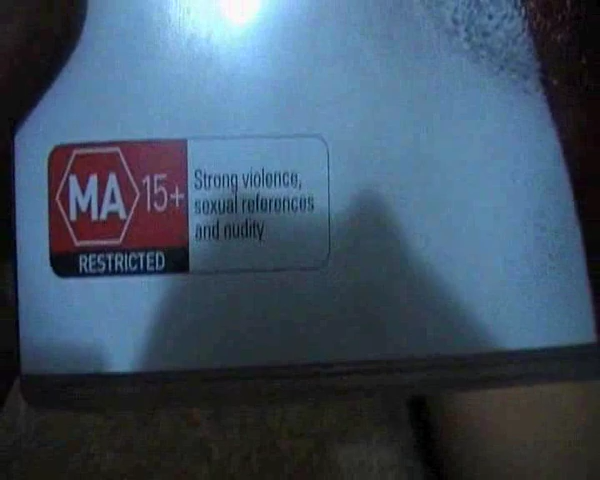 MA 15+
RESTRICTED
Strong violence,
sexual references
and nudity